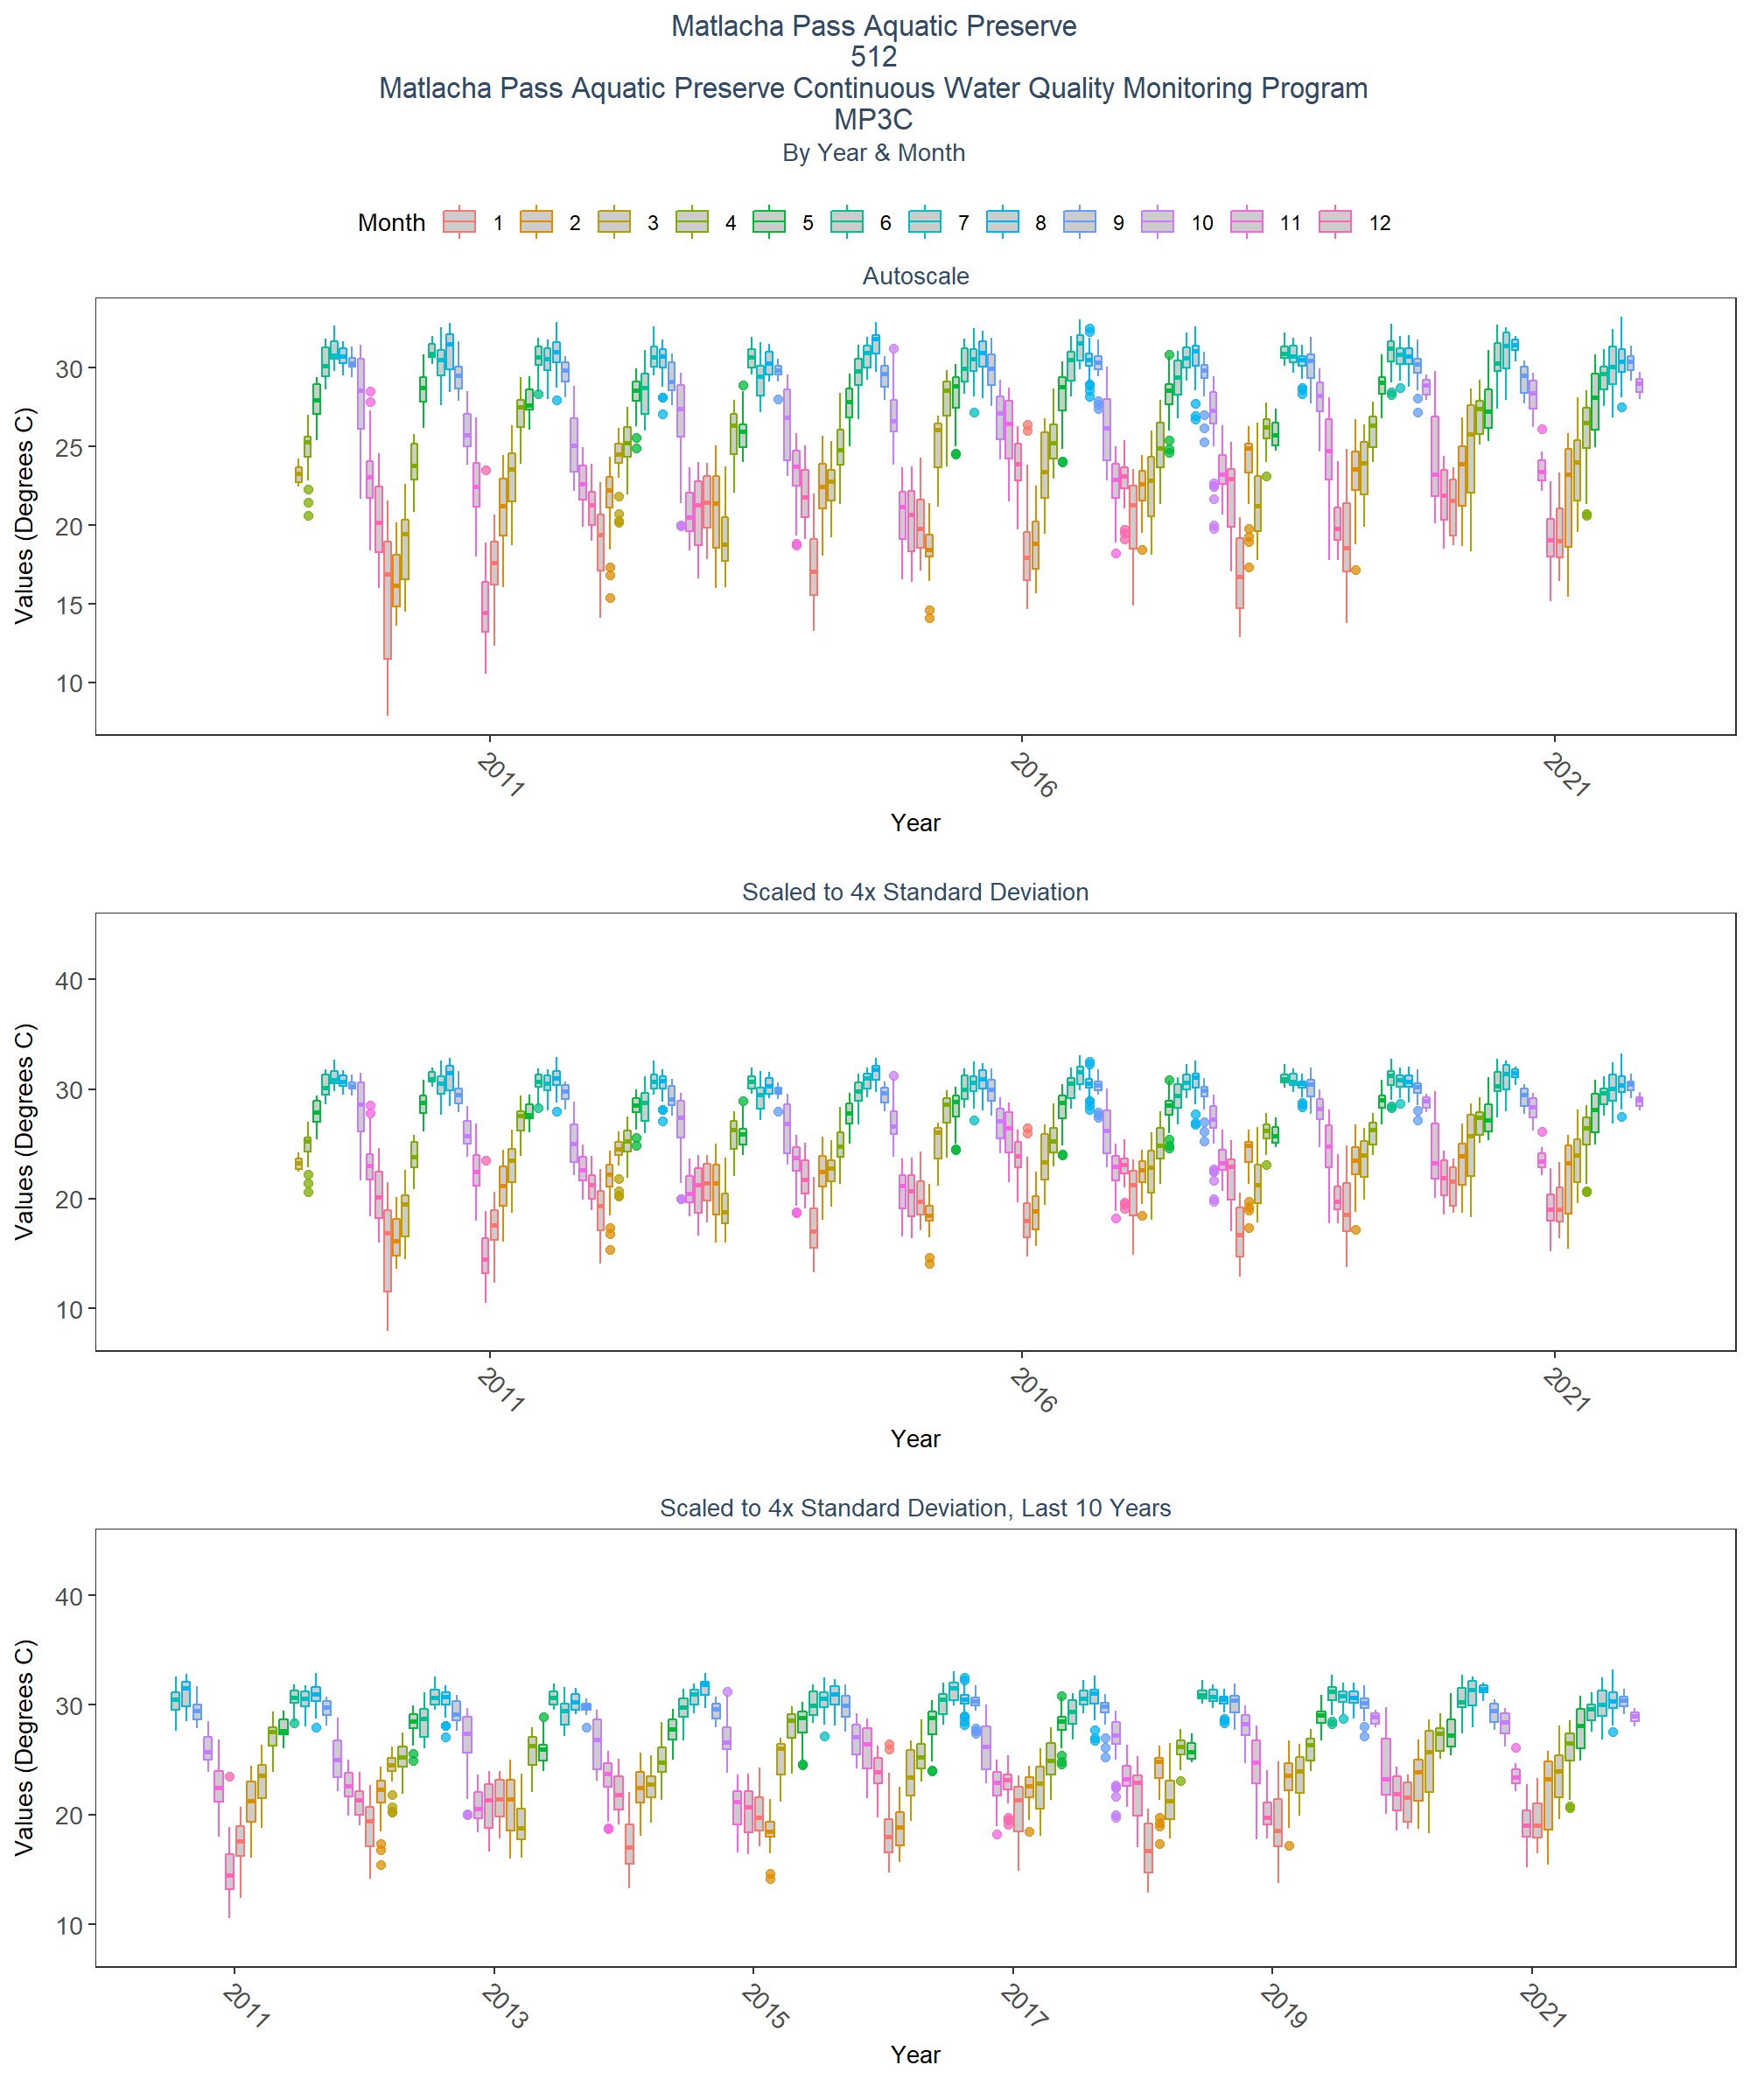 Matlacha Pass Aquatic Preserve
512
Matlacha Pass Aquatic Preserve Continuous Water Quality Monitoring Program
MP3C
By Year & Month
Month 1 2 3 4 5 6 7 8 9 10 11 12
Autoscale
Values (Degrees C)
30
25
20
15
10
2011 2016 2021
Year
Scaled to 4x Standard Deviation
Values (Degrees C)
40
30
20
10
2011 2016 2021
Year
Scaled to 4x Standard Deviation, Last 10 Years
Values (Degrees C)
40
30
20
10
2011 2013 2015 2017 2019 2021
Year